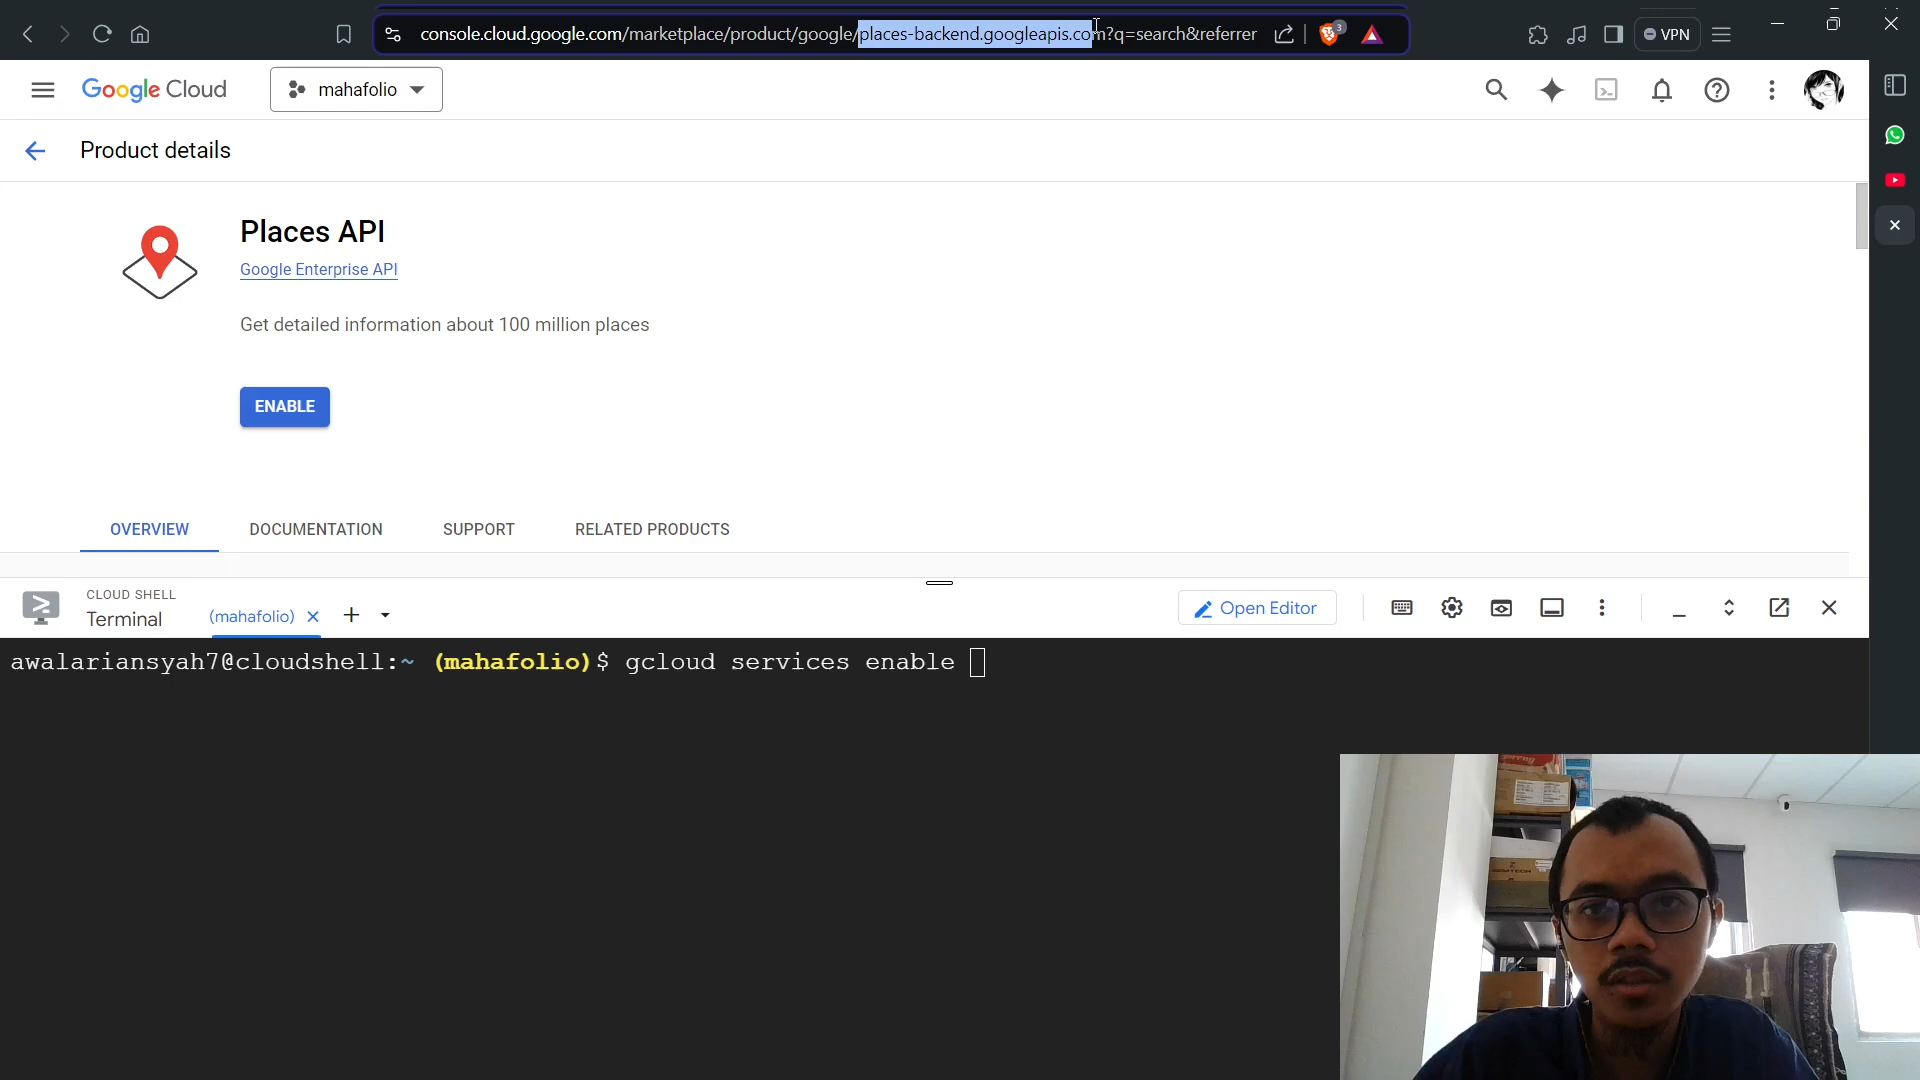 console.cloud.google.com/marketplace/product/google/places-backend.googleapis.com?q=search&referrer
3
VPN
Google Cloud
mahafolio
Product details
Places API
Google Enterprise API
Get detailed information about 100 million places
ENABLE
OVERVIEW
DOCUMENTATION
SUPPORT
RELATED PRODUCTS
CLOUD SHELL
Terminal
(mahafolio)
Open Editor
awalariansyah7@cloudshell:~ (mahafolio)$ gcloud services enable